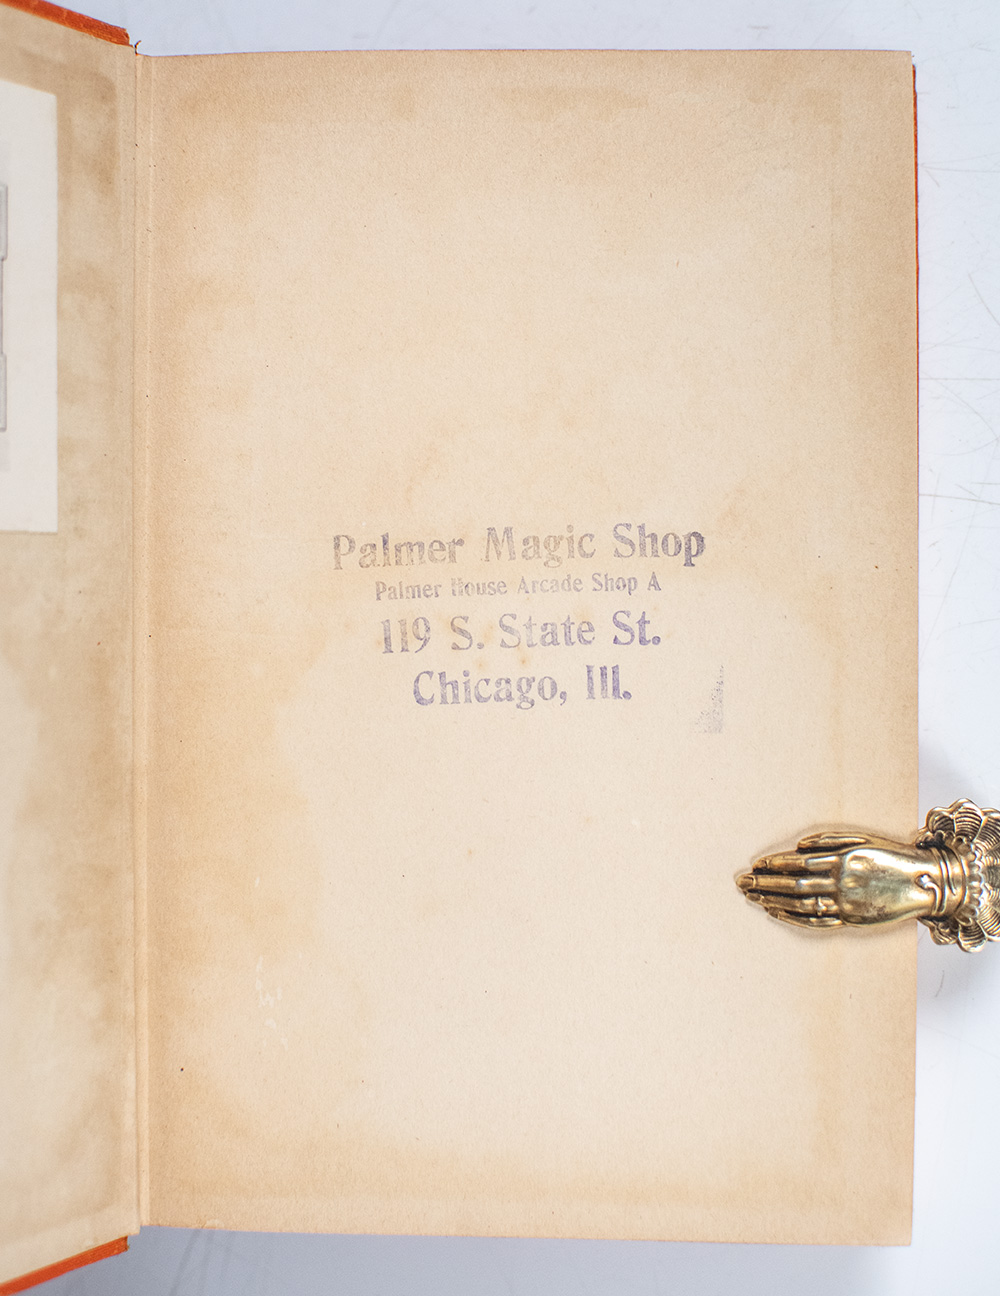 Palmer Magic Shop
Palmer House Arcade Shop A
119 S. State St.
Chicago, Ill.